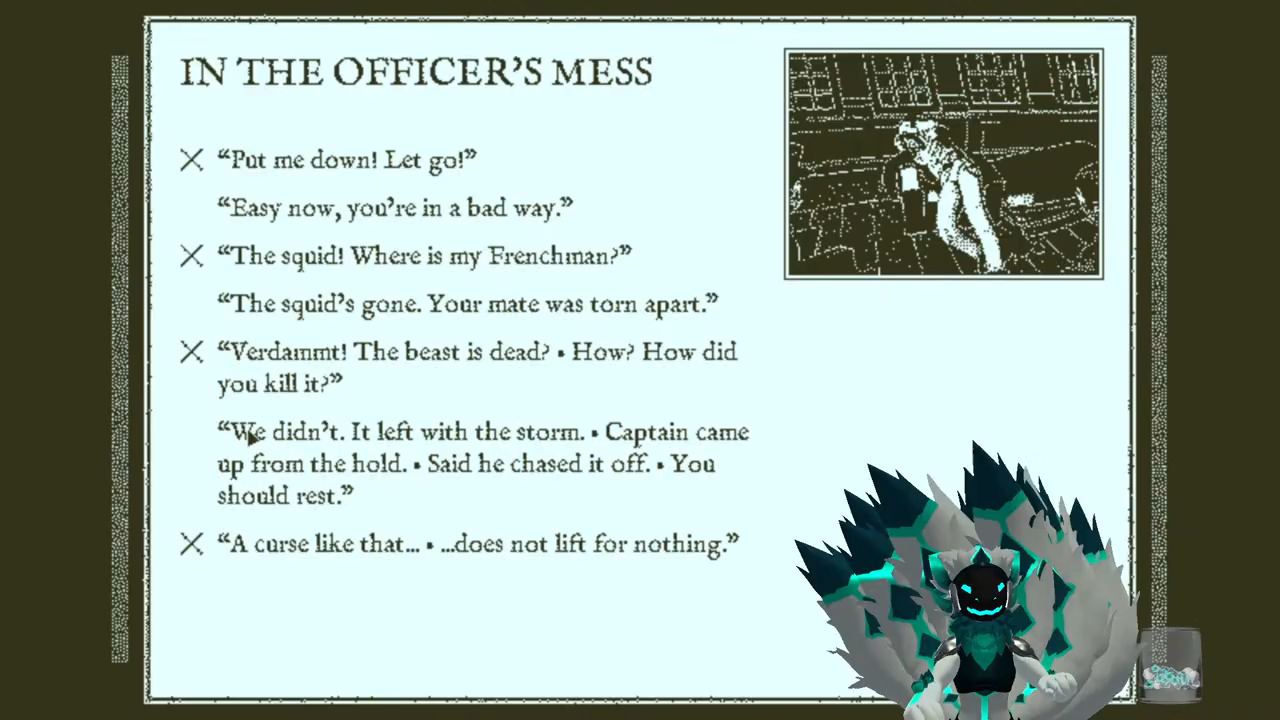 IN THE OFFICER'S MESS
"Put me down! Let go!"
"Easy now, you're in a bad way."
"The squid! Where is my Frenchman?"
"The squid's gone. Your mate was torn apart."
"Verdammt! The beast is dead? • How? How did
you kill it?"
"We didn't. It left with the storm. • Captain came
up from the hold. • Said he chased it off. • You
should rest."
"A curse like that... • ...does not lift for nothing."